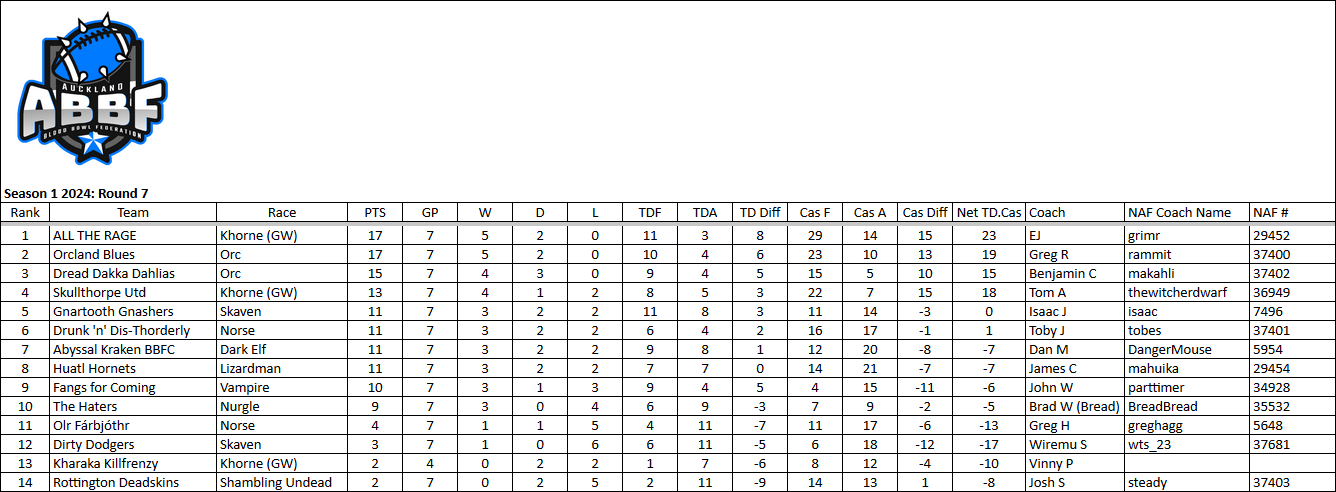 AUCKLAND
ABBF
BLOOD BOWL FEDERATION
Season 1 2024: Round 7
Rank Team Race PTS GP W D L TDF TDA TD Diff Cas F Cas A Cas Diff Net TD.Cas Coach NAF Coach Name NAF #
1 ALL THE RAGE Khorne (GW) 17 7 5 2 0 11 3 8 29 14 15 23 EJ grimr 29452
2 Orcland Blues Orc 17 7 5 2 0 10 4 6 23 10 13 19 Greg R rammit 37400
3 Dread Dakka Dahlias Orc 15 7 4 3 0 9 4 5 15 5 10 15 Benjamin C makahli 37402
4 Skullthorpe Utd Khorne (GW) 13 7 4 1 2 8 5 3 22 7 15 18 Tom A thewitcherdwarf 36949
5 Gnartooth Gnashers Skaven 11 7 3 2 2 11 8 3 11 14 -3 0 Isaac J isaac 7496
6 Drunk 'n' Dis-Thorderly Norse 11 7 3 2 2 6 4 2 16 17 -1 1 Toby J tobes 37401
7 Abyssal Kraken BBFC Dark Elf 11 7 3 2 2 9 8 1 12 20 -8 -7 Dan M DangerMouse 5954
8 Huatl Hornets Lizardman 11 7 3 2 2 7 7 0 14 21 -7 -7 James C mahuika 29454
9 Fangs for Coming Vampire 10 7 3 1 3 9 4 5 4 15 -11 -6 John W parttimer 34928
10 The Haters Nurgle 9 7 3 0 4 6 9 -3 7 9 -2 -5 Brad W (Bread) BreadBread 35532
11 Olr Fárbjóthr Norse 4 7 1 1 5 4 11 -7 11 17 -6 -13 Greg H greghagg 5648
12 Dirty Dodgers Skaven 3 7 1 0 6 6 11 -5 6 18 -12 -17 Wiremu S wts_23 37681
13 Kharaka Killfrenzy Khorne (GW) 2 4 0 2 2 1 7 -6 8 12 -4 -10 Vinny P
14 Rottington Deadskins Shambling Undead 2 7 0 2 5 2 11 -9 14 13 1 -8 Josh S steady 37403